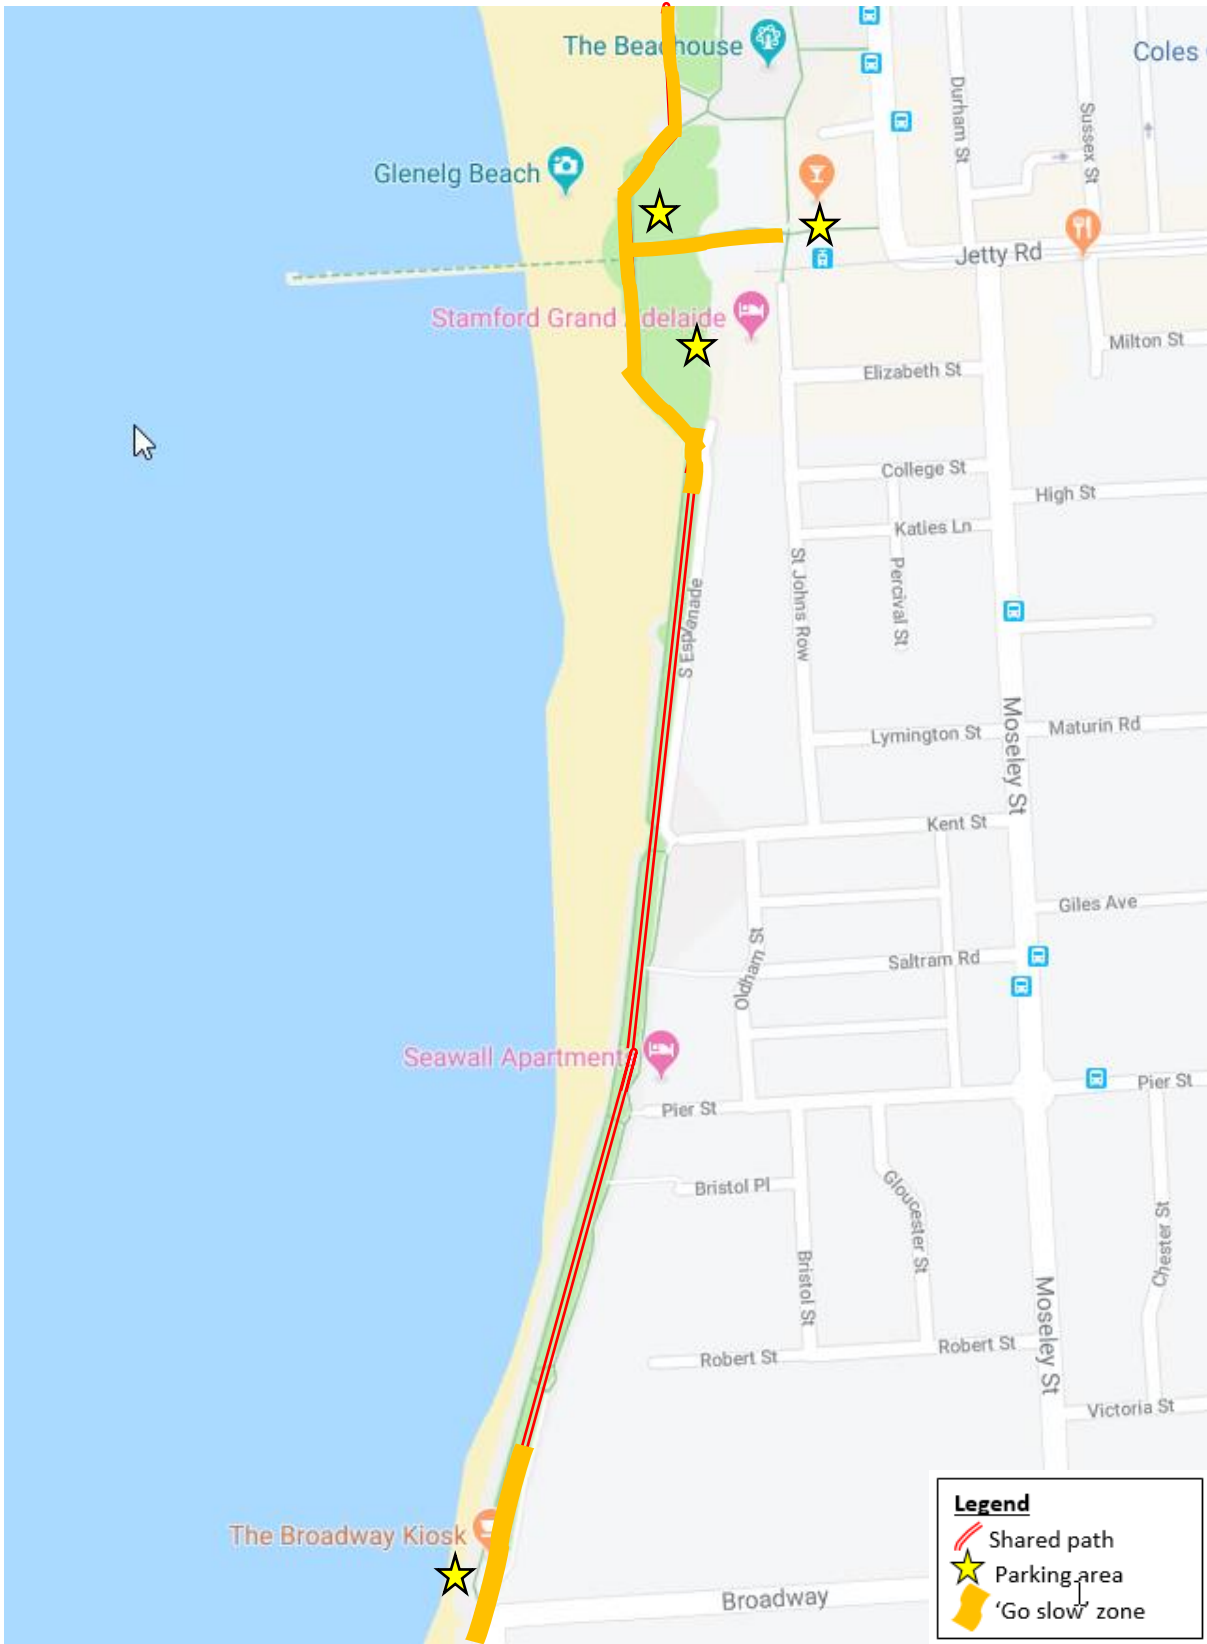 The Beachouse
Coles
Durham St
Sussex St
Glenelg Beach
Jetty Rd
Stamford Grand Adelaide
Milton St
Elizabeth St
College St
High St
Katies Ln
St Johns Row
Percival St
S Esplanade
Moseley St
Lymington St
Maturin Rd
Kent St
Giles Ave
Oldham St
Saltram Rd
Seawall Apartments
Pier St
Pier St
Bristol Pl
Gloucester St
Chester St
Bristol St
Moseley St
Robert St
Robert St
Victoria St
The Broadway Kiosk
Broadway
Legend
Shared path
Parking area
‘Go slow’ zone